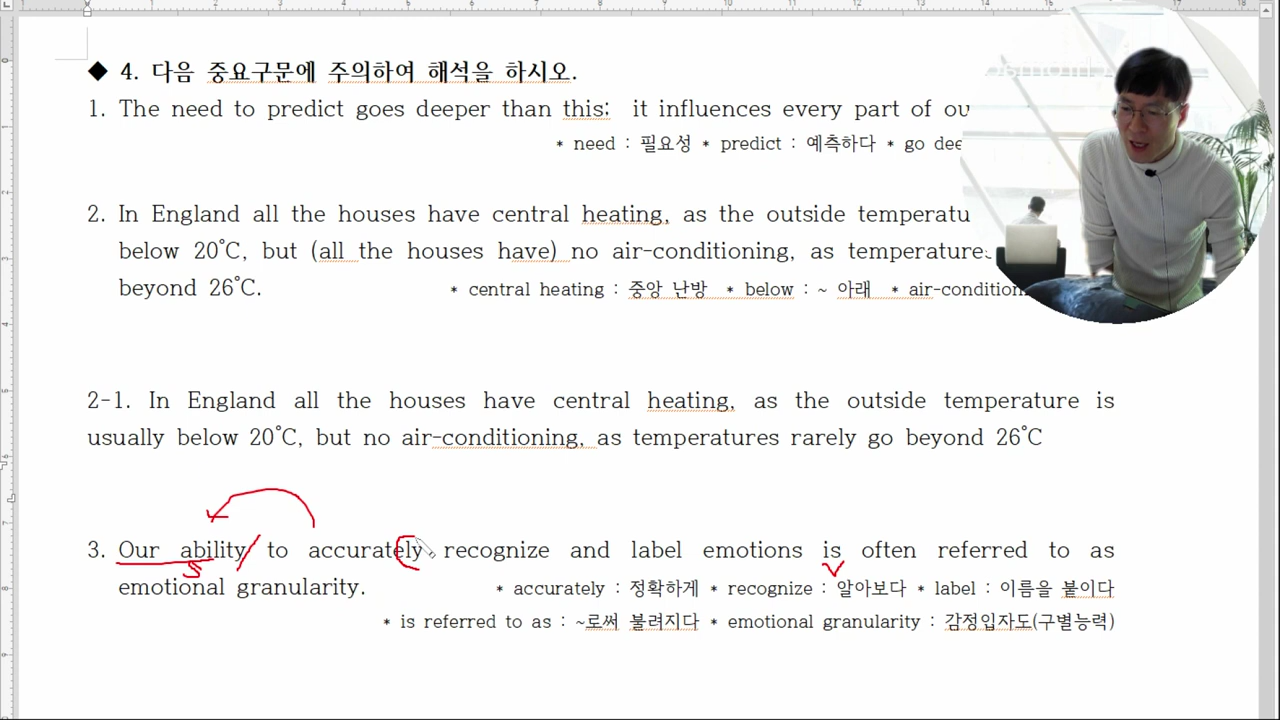 ◆ 4. 다음 중요구문에 주의하여 해석을 하시오.
1. The need to predict goes deeper than this: it influences every part of
* need : 필요성 * predict : 예측하다 * go
2. In England all the houses have central heating, as the outside
below 20°C, but (all the houses have) no air-conditioning, as temperatures
beyond 26°C.
* central heating : 중앙 난방 * below : ~ 아래 *
2-1. In England all the houses have central heating, as the outside temperature is
usually below 20°C, but no air-conditioning, as temperatures rarely go beyond 26°C
3. Our ability to accurately recognize and label emotions is often referred to as
S V
emotional granularity.
* accurately : 정확하게 * recognize : 알아보다 * label : 이름을 붙이다
* is referred to as : ~로써 불려지다 * emotional granularity : 감정입자도(구별능력)